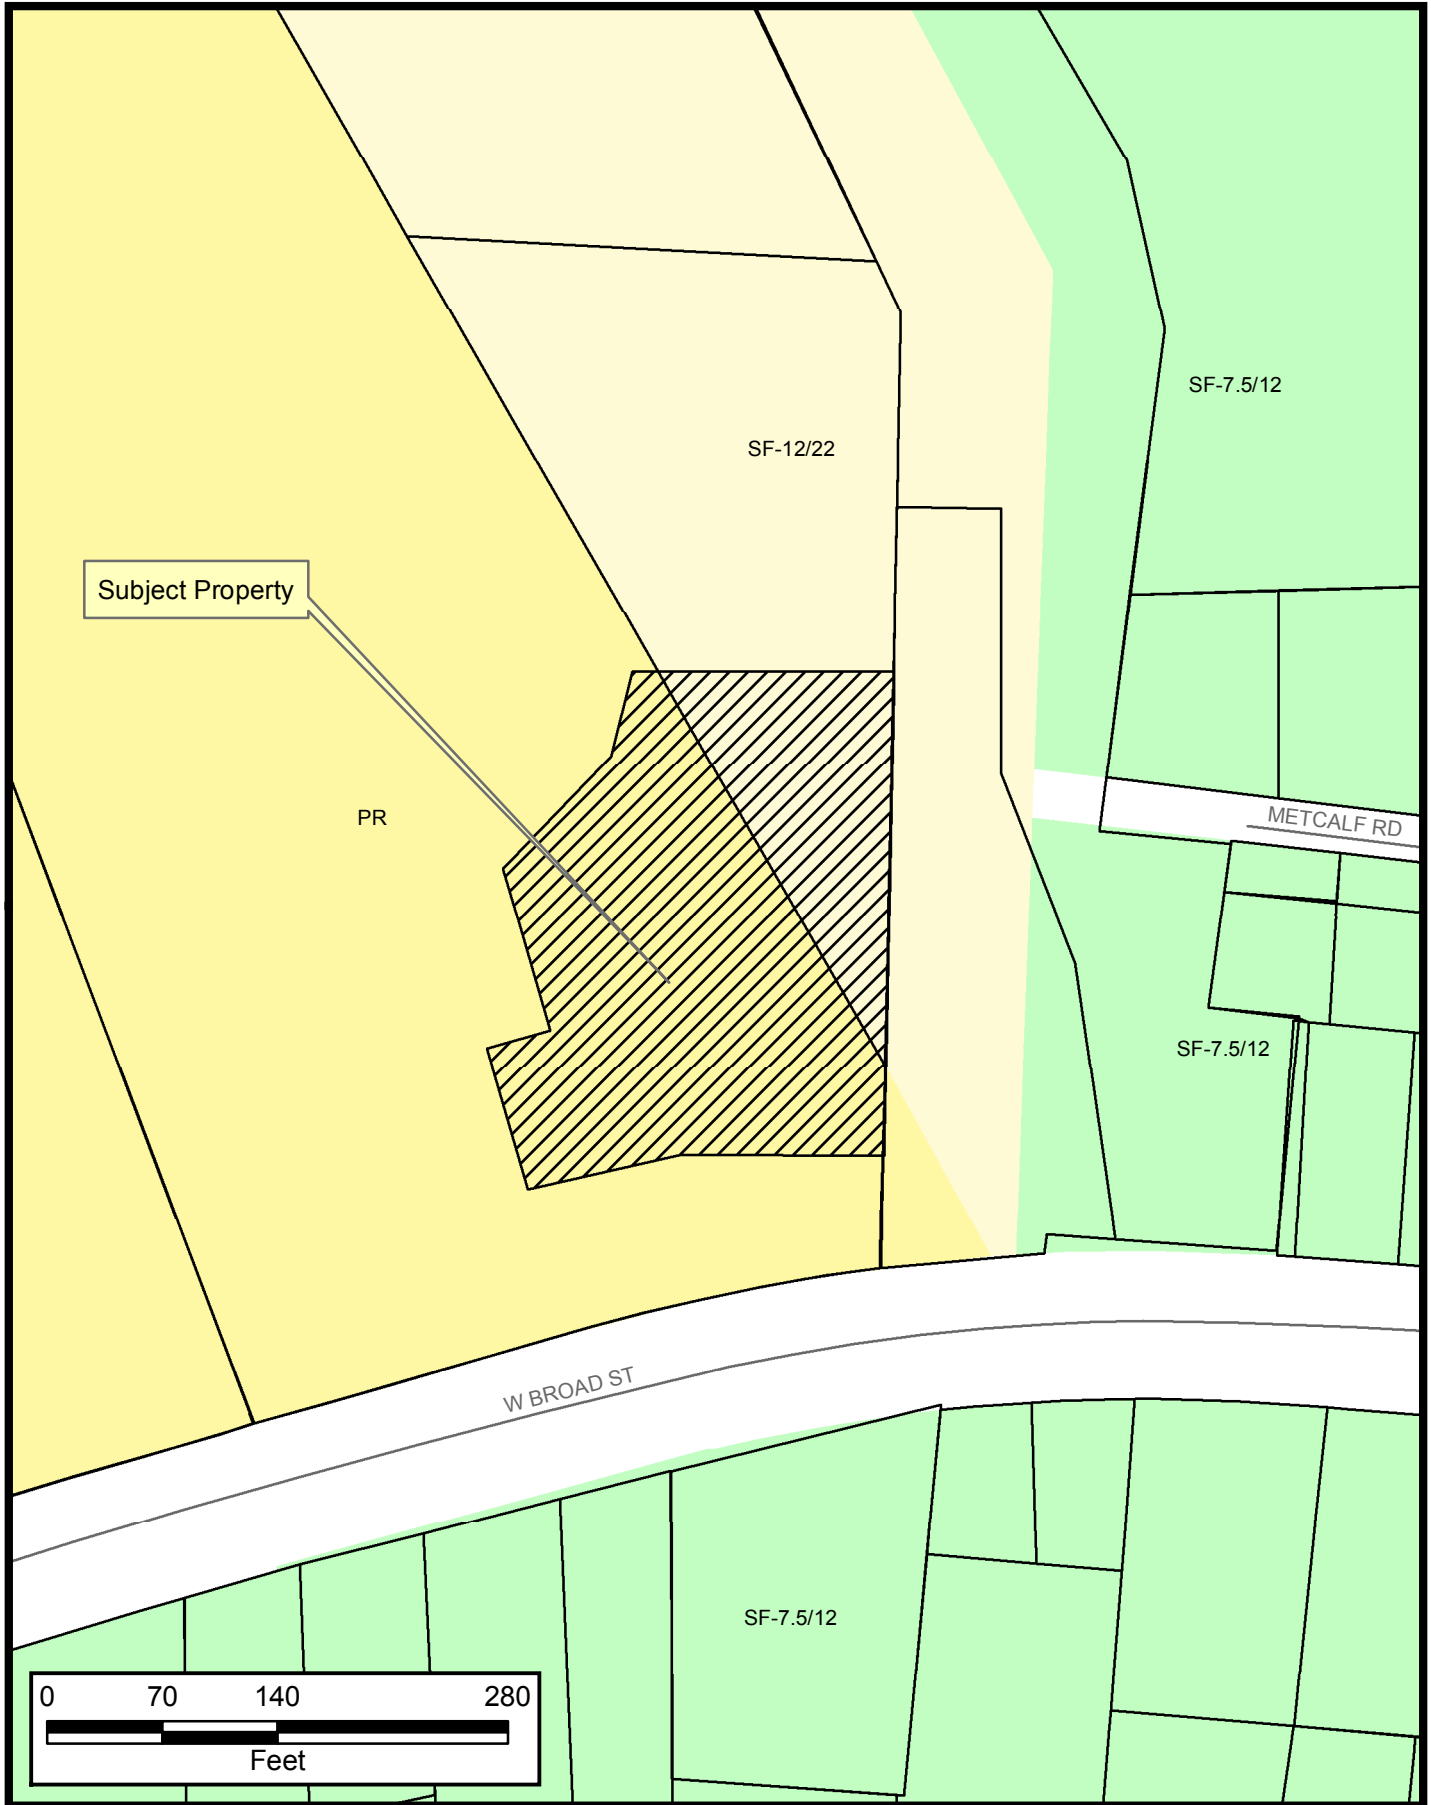 SF-7.5/12
SF-12/22
Subject Property
PR
METCALF RD
SF-7.5/12
W BROAD ST
SF-7.5/12
0 70 140 280
Feet